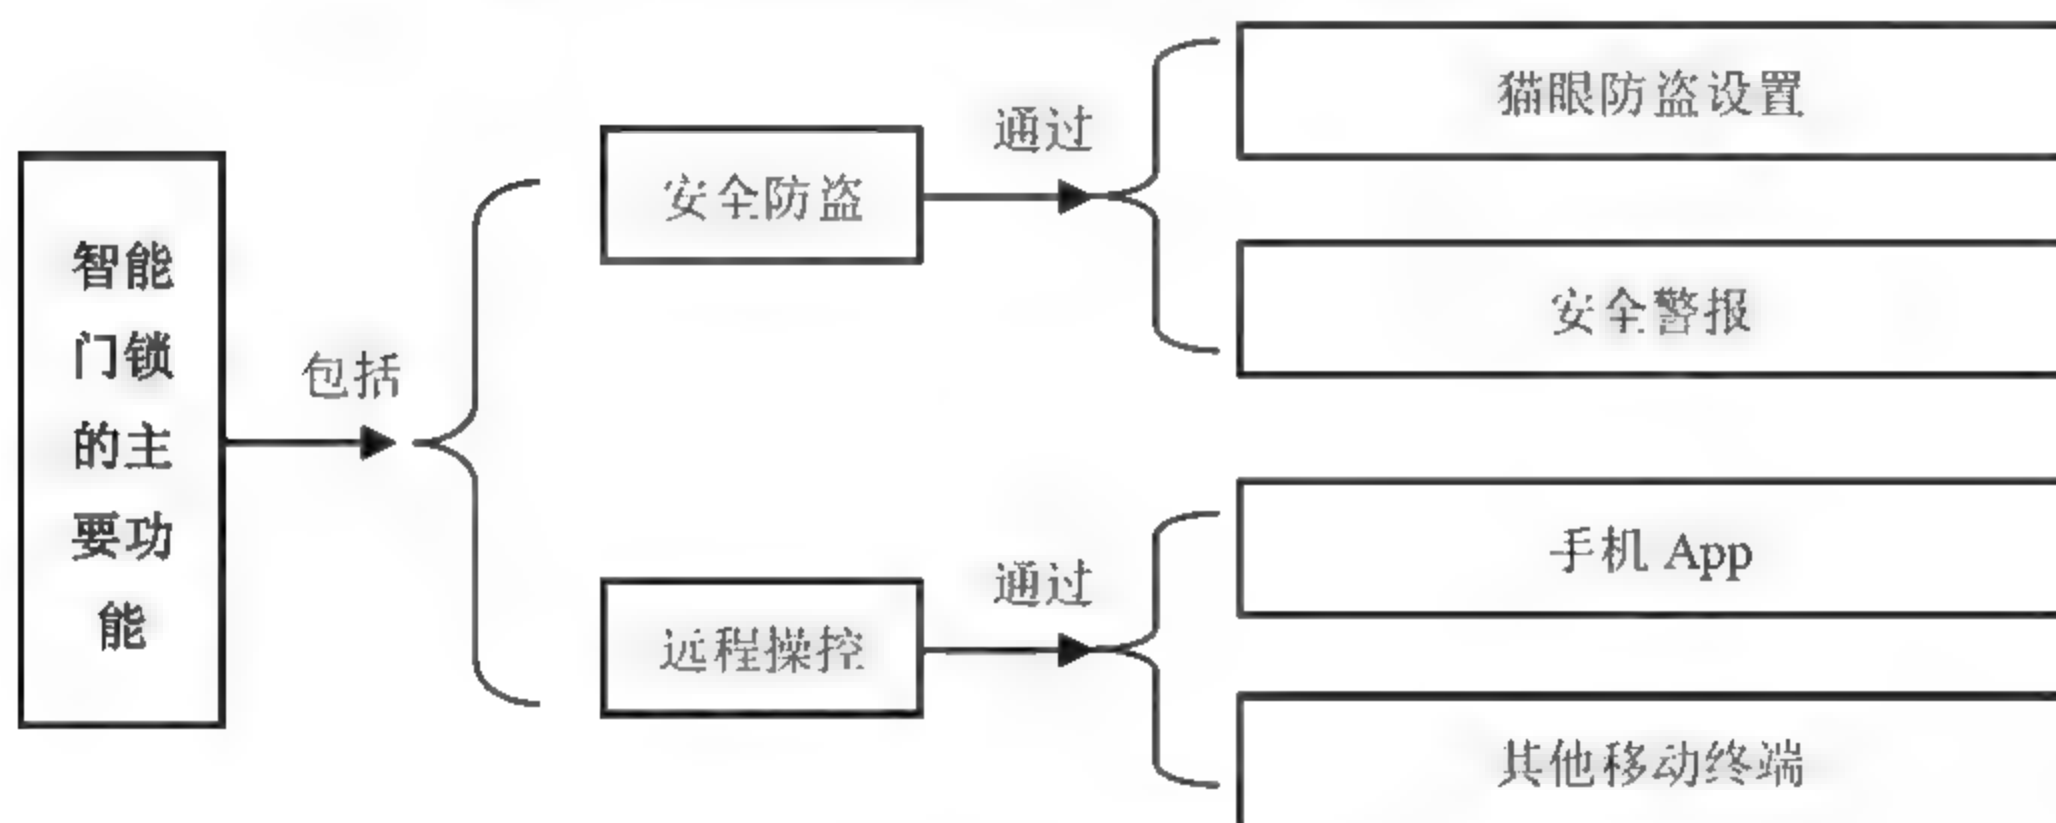 智能
门锁
的主
要功
能
包括
安全防盗
通过
猫眼防盗设置
安全警报
远程操控
通过
手机 App
其他移动终端